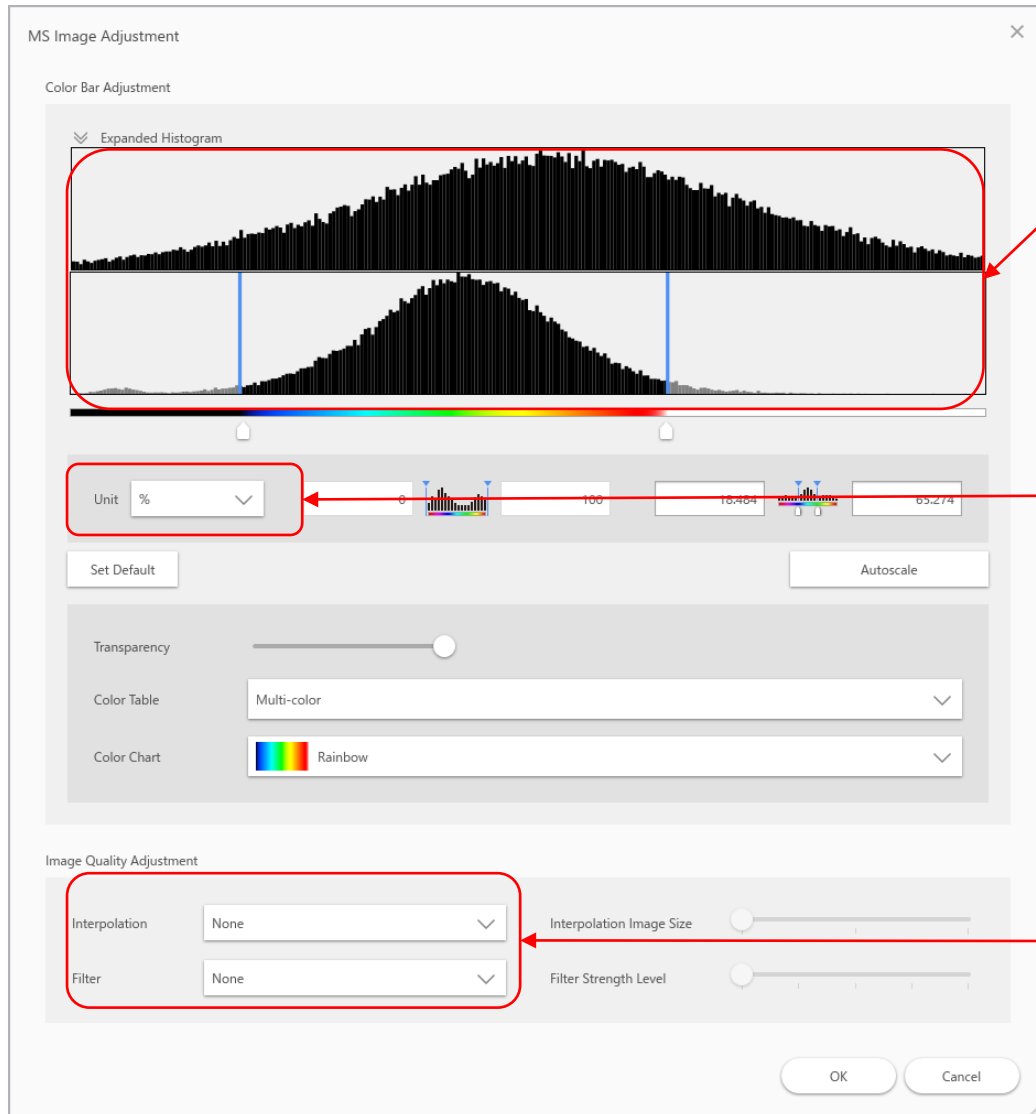 MS Image Adjustment
Color Bar Adjustment
Expanded Histogram
Unit % 0 100 18.484 65.274
Set Default Autoscale
Transparency
Color Table Multi-color
Color Chart Rainbow
Image Quality Adjustment
Interpolation None Interpolation Image Size
Filter None Filter Strength Level
OK Cancel